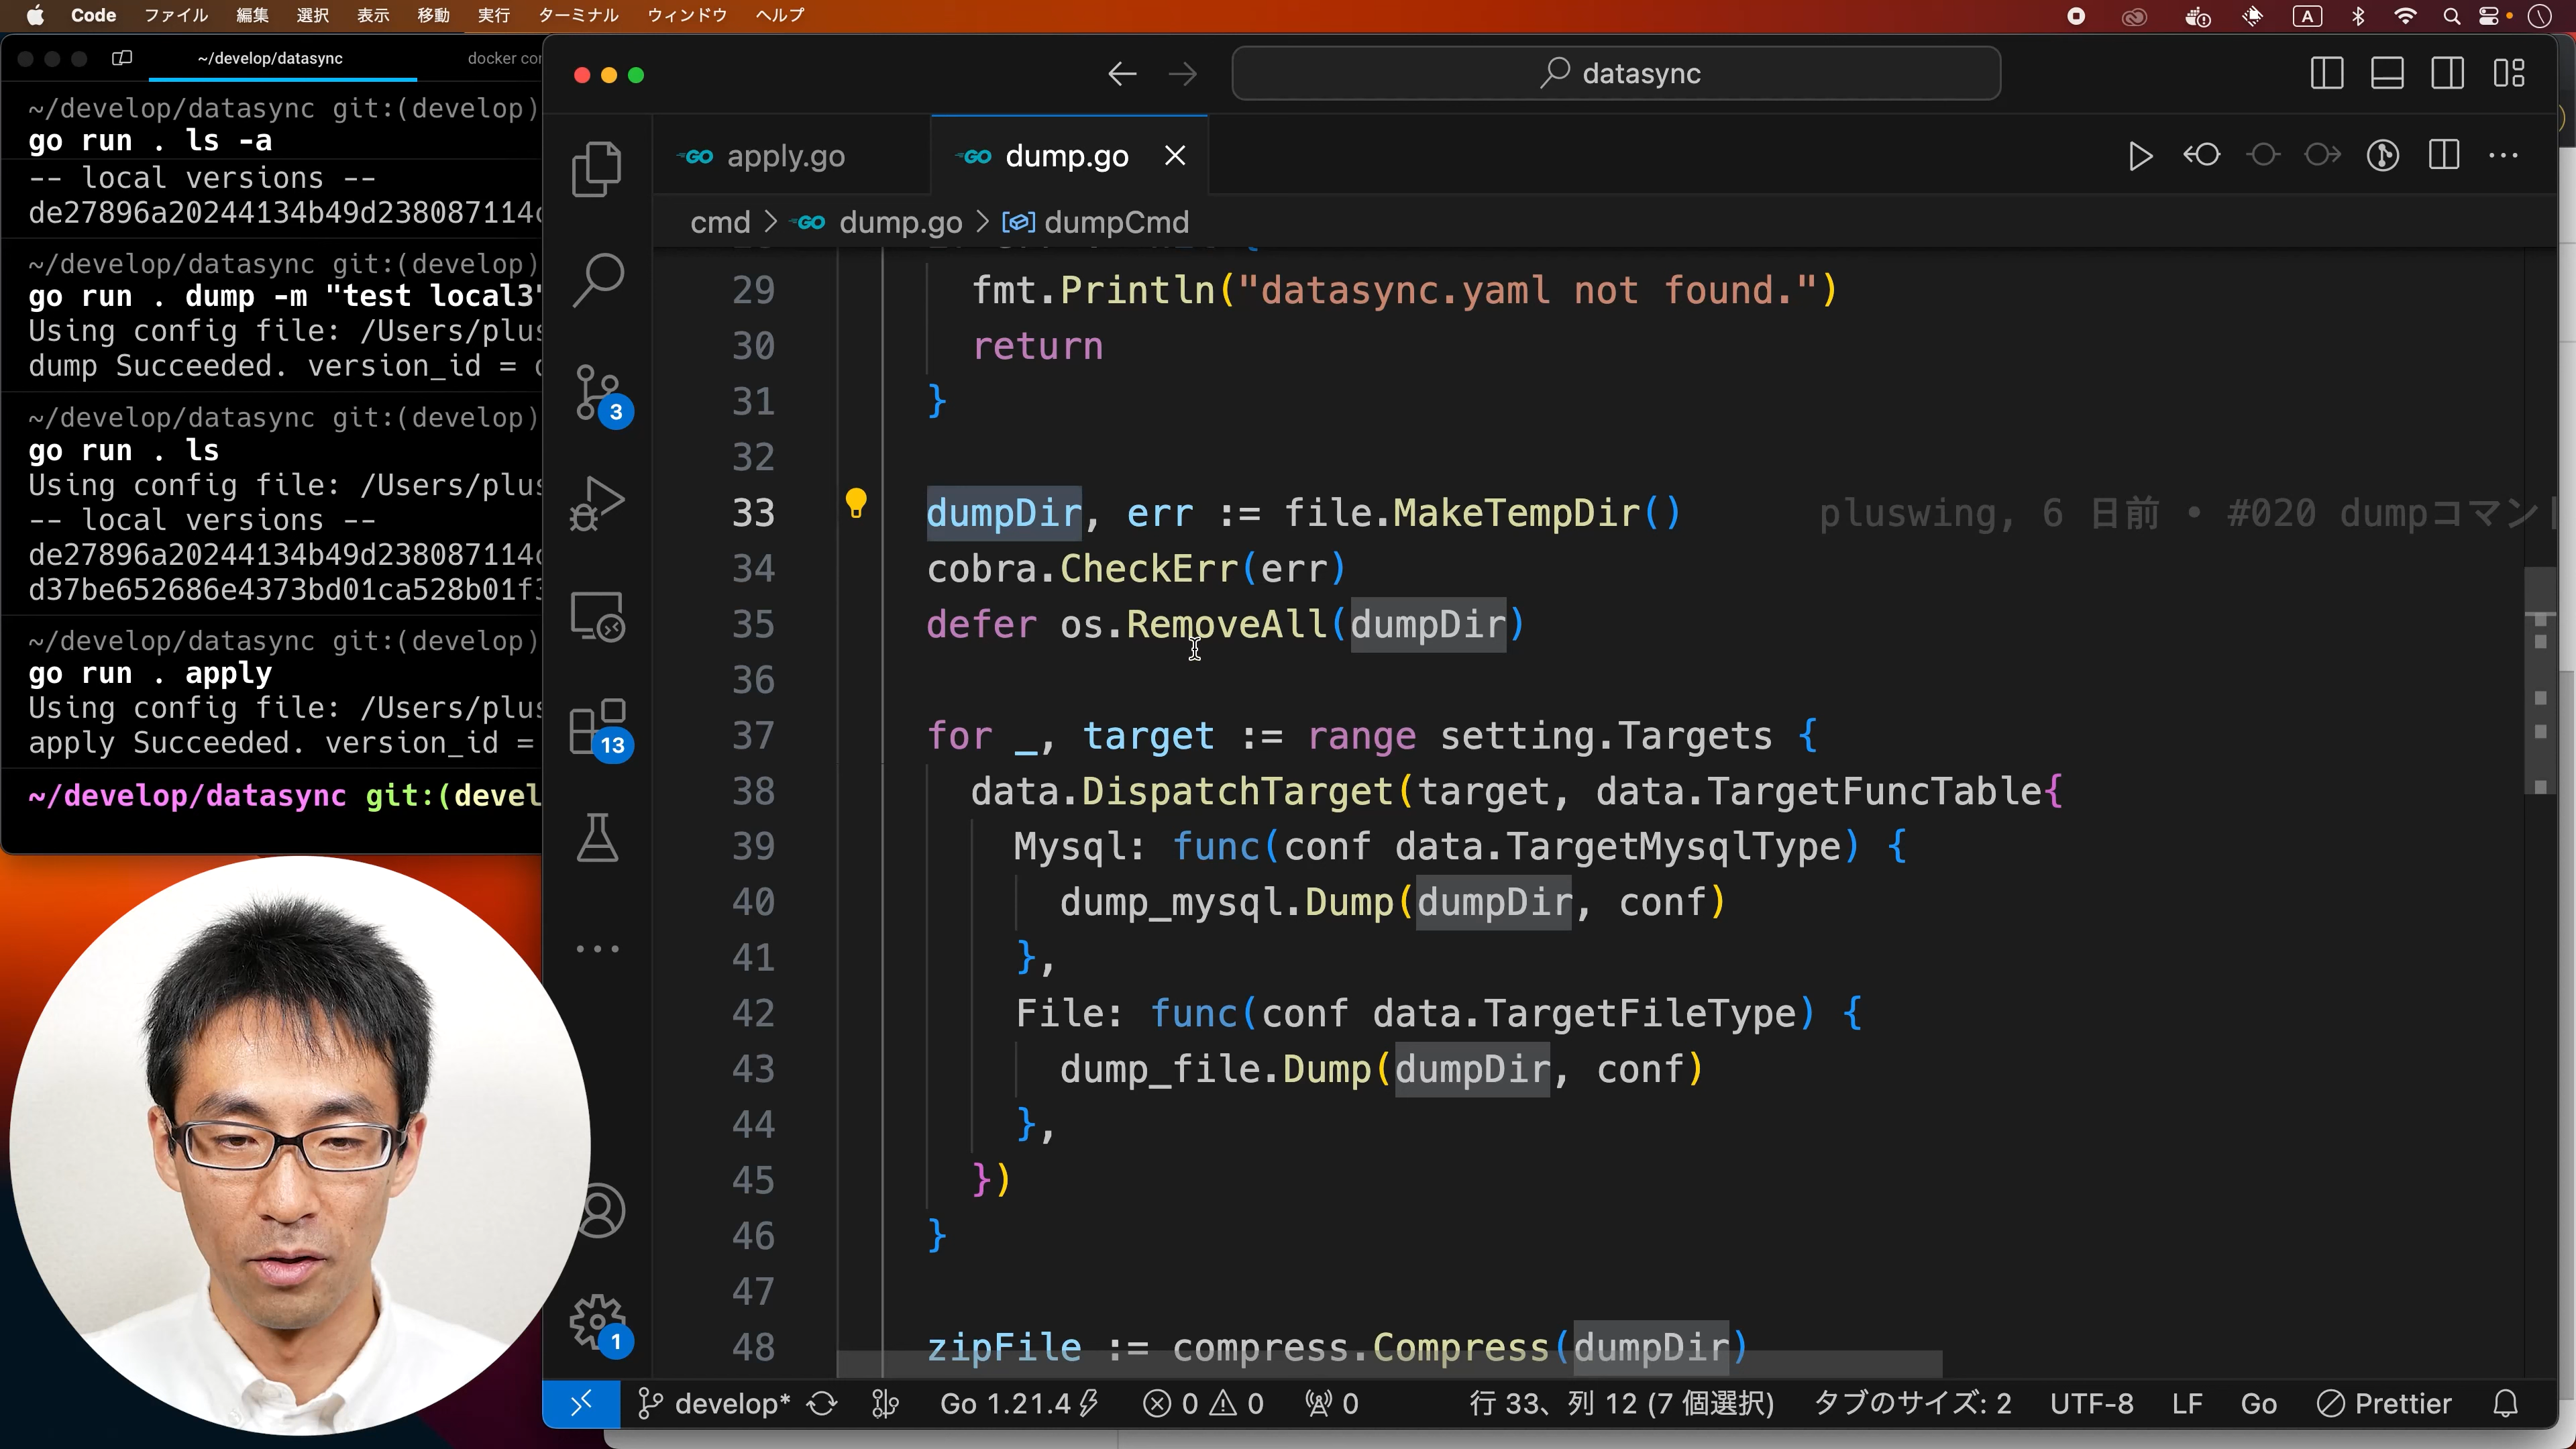 Code ファイル 編集 選択 表示 移動 実行 ターミナル ウィンドウ ヘルプ
A
~/develop/datasync
docker co
~/develop/datasync git:(develop)
go run . ls -a
-- local versions --
de27896a20244134b49d238087114
~/develop/datasync git:(develop)
go run . dump -m "test local3"
Using config file: /Users/plus
dump Succeeded. version_id =
~/develop/datasync git:(develop)
go run . ls
Using config file: /Users/plus
-- local versions --
de27896a20244134b49d238087114
d37be652686e4373bd01ca528b01f
~/develop/datasync git:(develop)
go run . apply
Using config file: /Users/plus
apply Succeeded. version_id =
~/develop/datasync git:(devel
datasync
GO apply.go
GO dump.go
cmd > GO dump.go > dumpCmd
3
13
1
29 fmt.Println("datasync.yaml not found.")
30 return
31 }
32
33 dumpDir, err := file.MakeTempDir() pluswing, 6 日前 • #020 dumpコマン
34 cobra.CheckErr(err)
35 defer os.RemoveAll(dumpDir)
36
37 for _, target := range setting.Targets {
38 data.DispatchTarget(target, data.TargetFuncTable{
39 Mysql: func(conf data.TargetMysqlType) {
40 dump_mysql.Dump(dumpDir, conf)
41 },
42 File: func(conf data.TargetFileType) {
43 dump_file.Dump(dumpDir, conf)
44 },
45 })
46 }
47
48 zipFile := compress.Compress(dumpDir)
develop* Go 1.21.4 0 0 0 行 33、列 12 (7 個選択) タブのサイズ: 2 UTF-8 LF Go Prettier